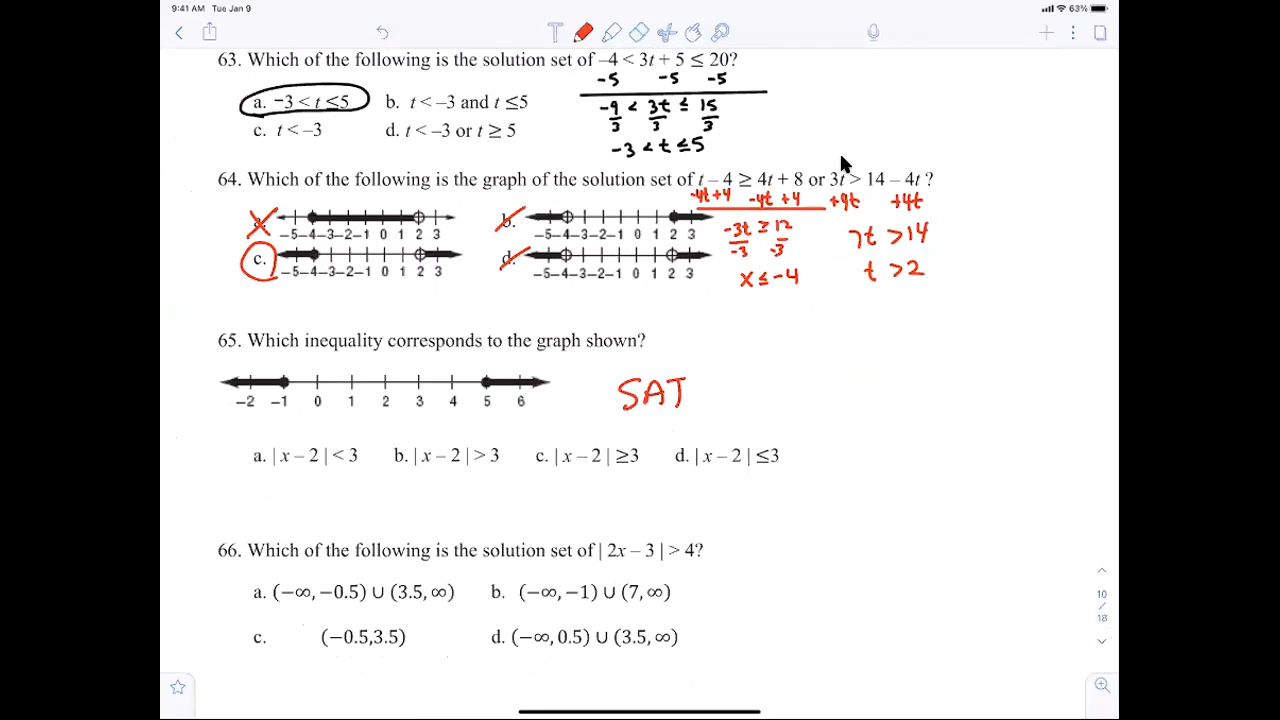 9:41 AM Tue Jan 9
63%
63. Which of the following is the solution set of –4 < 3t + 5 ≤ 20?
-5 -5 -5
a. –3 < t ≤5 b. t < –3 and t ≤5
-9/3 < 3t/3 ≤ 15/3
c. t < –3 d. t < –3 or t ≥ 5
-3 < t ≤ 5
64. Which of the following is the graph of the solution set of t – 4 ≥ 4t + 8 or 3t > 14 – 4t ?
-4t +4 -4t +4 +4t +4t
a. b.
–5–4–3–2–1 0 1 2 3 –5–4–3–2–1 0 1 2 3
-3t/-3 ≥ 12/-3 7t > 14
c. d.
–5–4–3–2–1 0 1 2 3 –5–4–3–2–1 0 1 2 3
x ≤ -4 t > 2
65. Which inequality corresponds to the graph shown?
–2 –1 0 1 2 3 4 5 6
SAT
a. | x – 2 | < 3 b. | x – 2 | > 3 c. | x – 2 | ≥3 d. | x – 2 | ≤3
66. Which of the following is the solution set of | 2x – 3 | > 4?
a. (−∞, −0.5) ∪ (3.5, ∞) b. (−∞, −1) ∪ (7, ∞)
c. (−0.5,3.5) d. (−∞, 0.5) ∪ (3.5, ∞)
10
/
18